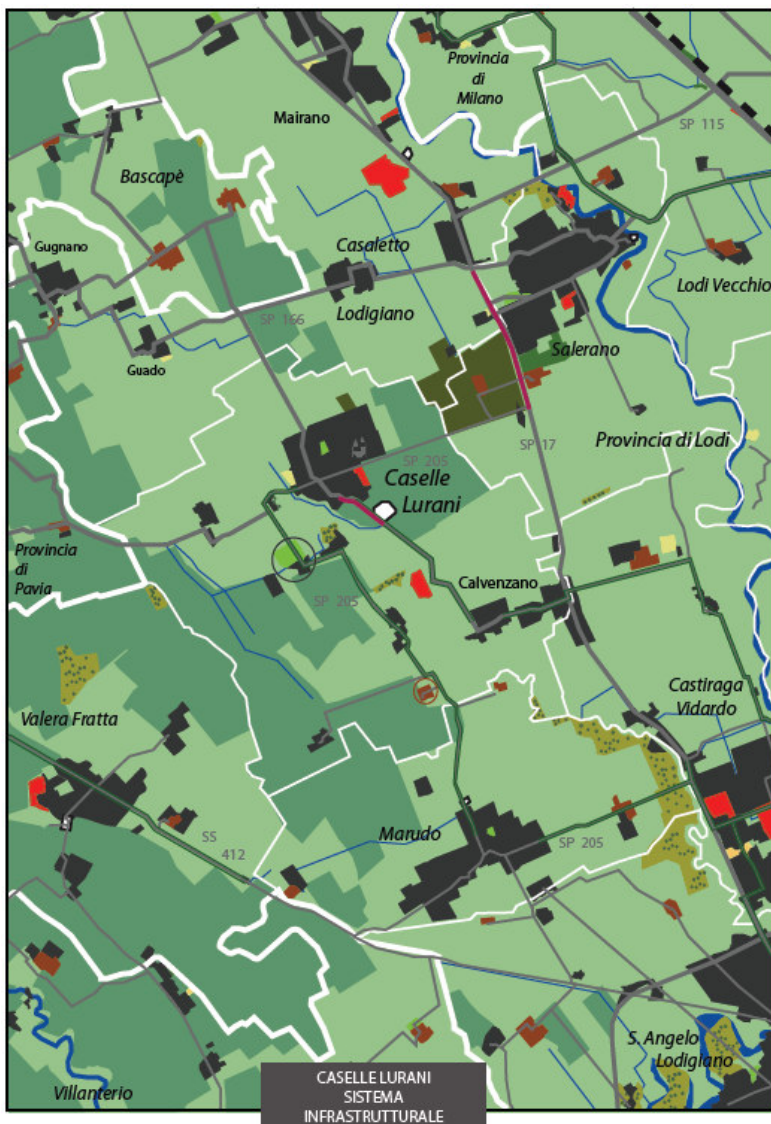 Provincia
di
Milano
Mairano
SP 115
Bascapè
Gugnano
Casaletto
Lodi Vecchio
Lodigiano
SP 166
Guado
Salerano
SP 17
Provincia di Lodi
SP 205
Caselle
Lurani
Provincia
di
Pavia
Calvenzano
SP 205
Castiraga
Vidardo
Valera Fratta
Marudo
SS
412
SP 205
S. Angelo
Lodigiano
Villanterio
CASELLE LURANI
SISTEMA
INFRASTRUTTURALE